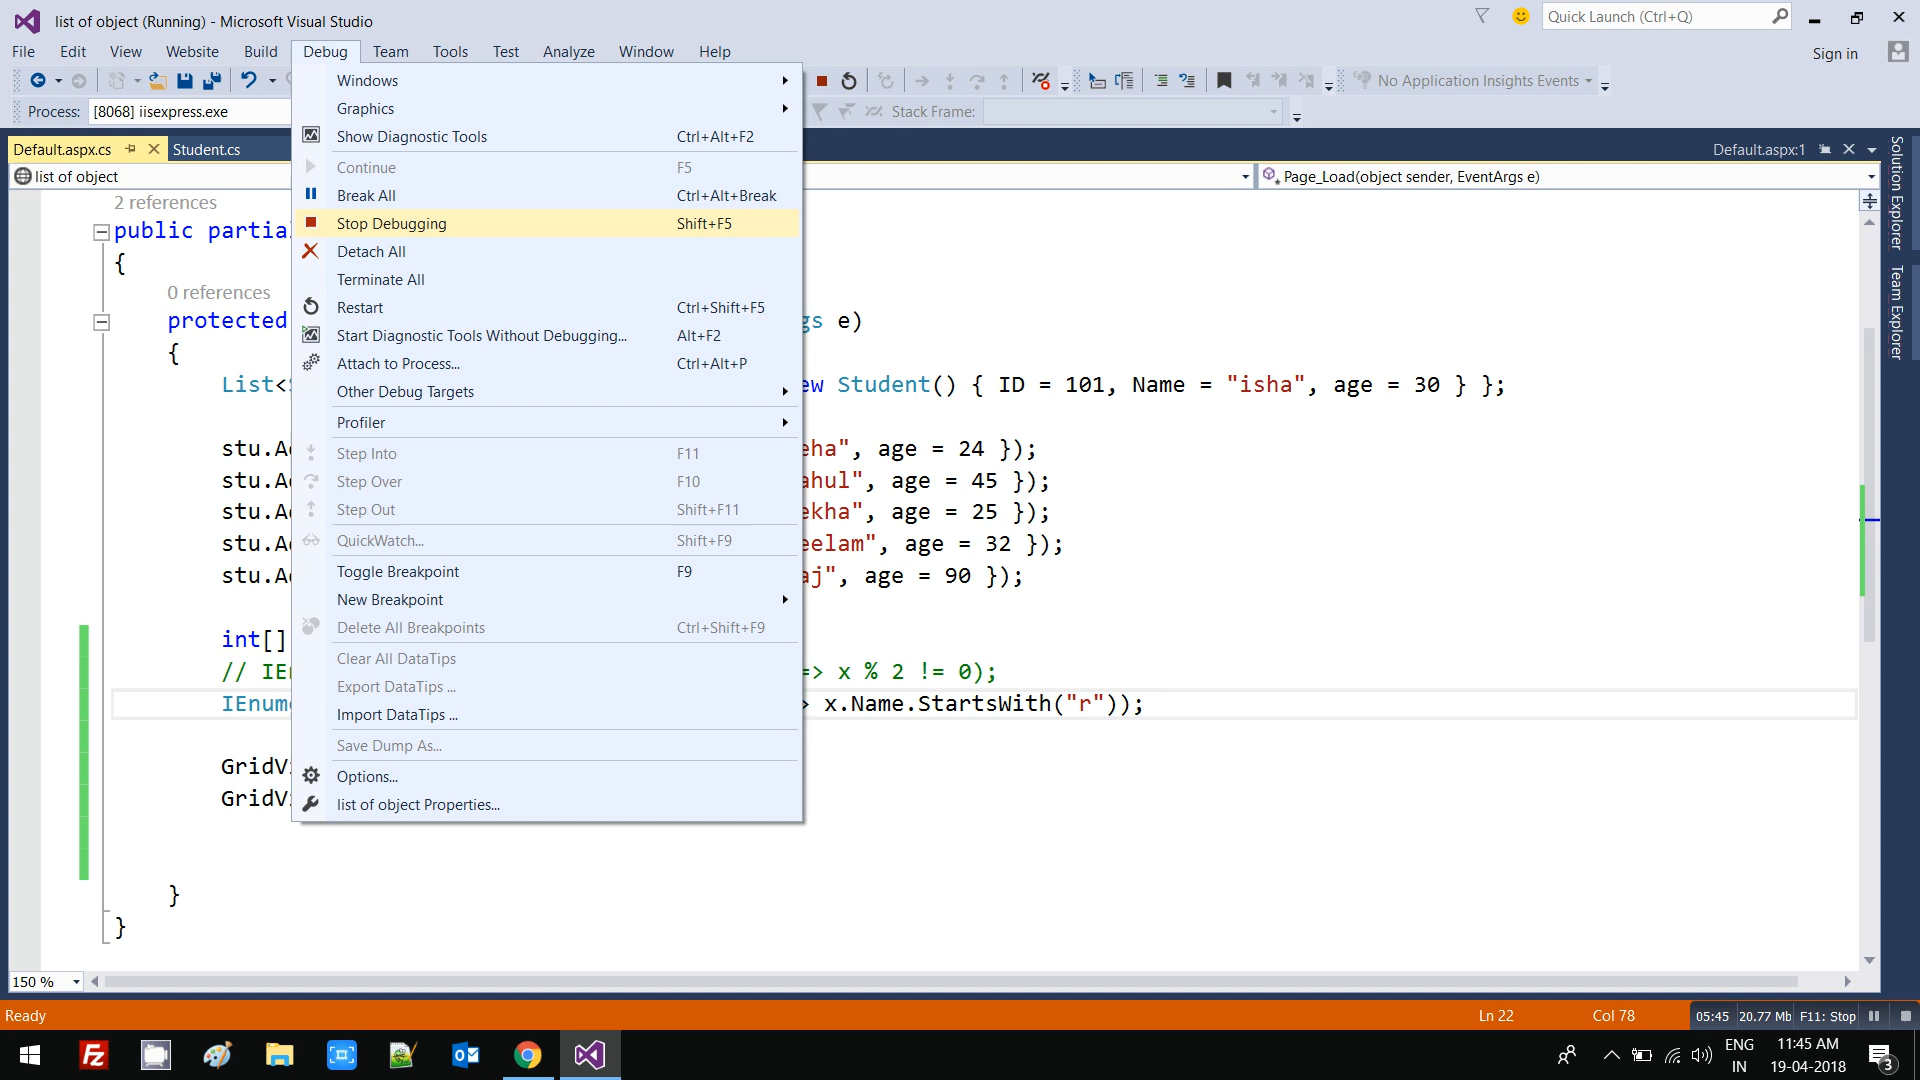 list of object (Running) - Microsoft Visual Studio
Quick Launch (Ctrl+Q)
File Edit View Website Build Debug Team Tools Test Analyze Window Help
Sign in
No Application Insights Events
Process: [8068] iisexpress.exe
Stack Frame:
Default.aspx.cs Student.cs
Default.aspx:1
list of object
Page_Load(object sender, EventArgs e)
Windows
Graphics
Show Diagnostic Tools Ctrl+Alt+F2
Continue F5
Break All Ctrl+Alt+Break
Stop Debugging Shift+F5
Detach All
Terminate All
Restart Ctrl+Shift+F5
Start Diagnostic Tools Without Debugging... Alt+F2
Attach to Process... Ctrl+Alt+P
Other Debug Targets
Profiler
Step Into F11
Step Over F10
Step Out Shift+F11
QuickWatch... Shift+F9
Toggle Breakpoint F9
New Breakpoint
Delete All Breakpoints Ctrl+Shift+F9
Clear All DataTips
Export DataTips ...
Import DataTips ...
Save Dump As...
Options...
list of object Properties...
2 references
public partia
{
0 references
protected gs e)
{
List< ew Student() { ID = 101, Name = "isha", age = 30 } };
stu.A eha", age = 24 });
stu.A ahul", age = 45 });
stu.A ekha", age = 25 });
stu.A eelam", age = 32 });
stu.A aj", age = 90 });
int[]
// IE => x % 2 != 0);
IEnum > x.Name.StartsWith("r"));
GridV
GridV
}
}
Solution Explorer
Team Explorer
150 %
Ready
Ln 22
Col 78
05:45 20.77 Mb F11: Stop
ENG
IN
11:45 AM
19-04-2018
3